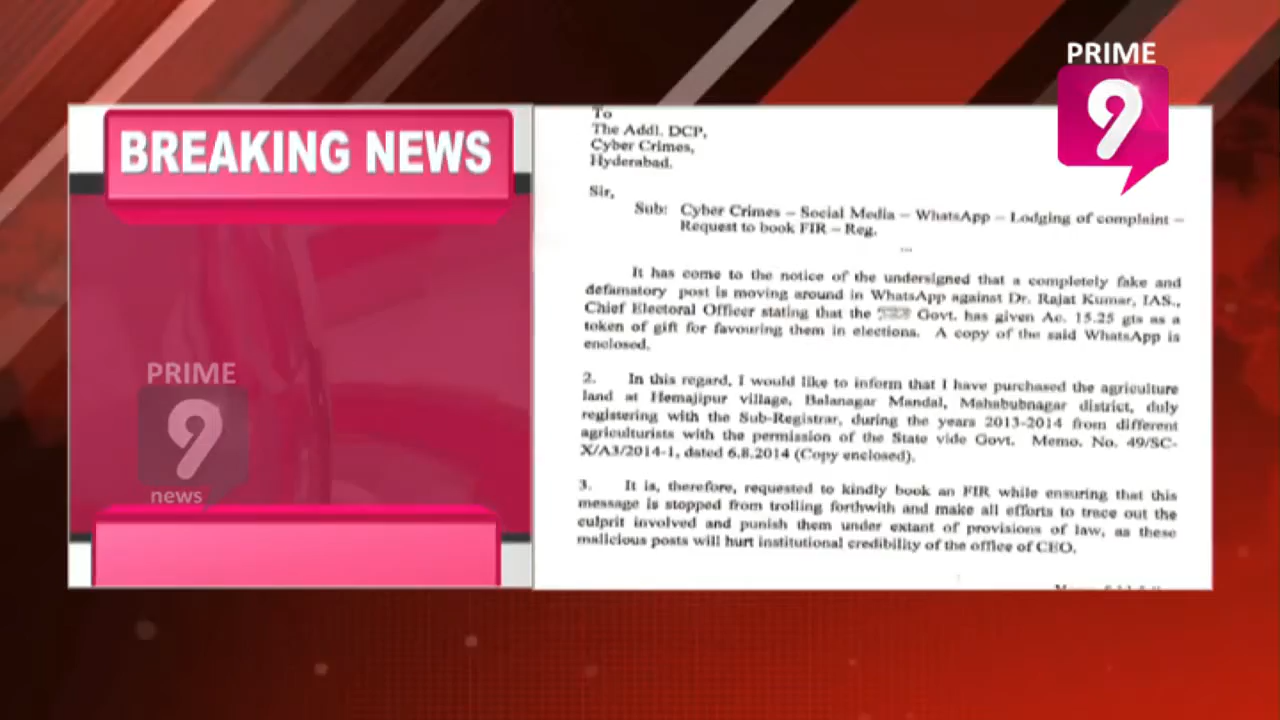 PRIME
9
BREAKING NEWS
PRIME
9
news
To
The Addl. DCP,
Cyber Crimes,
Hyderabad.
Sir,
Sub: Cyber Crimes – Social Media – WhatsApp – Lodging of complaint –
Request to book FIR – Reg.
...
It has come to the notice of the undersigned that a completely fake and
defamatory post is moving around in WhatsApp against Dr. Rajat Kumar, IAS.,
Chief Electoral Officer stating that the Govt. has given Ac. 15.25 gts as a
token of gift for favouring them in elections. A copy of the said WhatsApp is
enclosed.
2. In this regard, I would like to inform that I have purchased the agriculture
land at Hemajipur village, Balanagar Mandal, Mahabubnagar district, duly
registering with the Sub-Registrar, during the years 2013-2014 from different
agriculturists with the permission of the State vide Govt. Memo. No. 49/SC-
X/A3/2014-1, dated 6.8.2014 (Copy enclosed).
3. It is, therefore, requested to kindly book an FIR while ensuring that this
message is stopped from trolling forthwith and make all efforts to trace out the
culprit involved and punish them under extant of provisions of law, as these
malicious posts will hurt institutional credibility of the office of CEO.